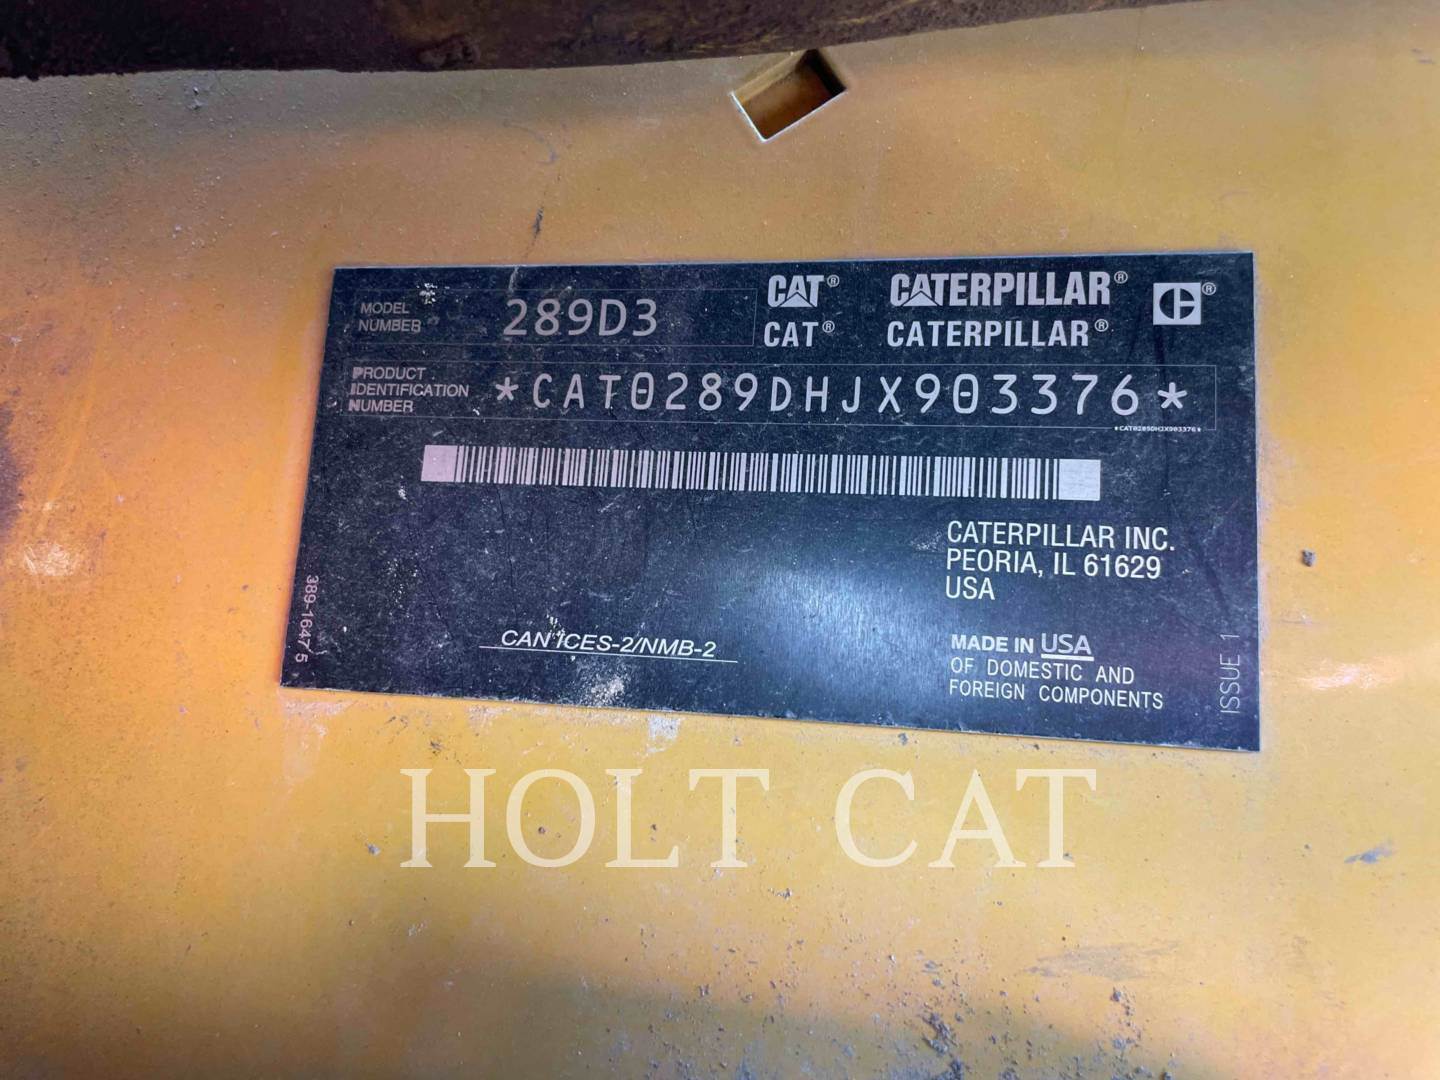 MODEL
NUMBER
289D3
CAT® CATERPILLAR®
CAT® CATERPILLAR®
PRODUCT
IDENTIFICATION
NUMBER
*CAT0289DHJX903376*
*CAT0289DHJX903376*
CATERPILLAR INC.
PEORIA, IL 61629
USA
CAN ICES-2/NMB-2
MADE IN USA
OF DOMESTIC AND
FOREIGN COMPONENTS
389-1647 5
ISSUE 1
HOLT CAT